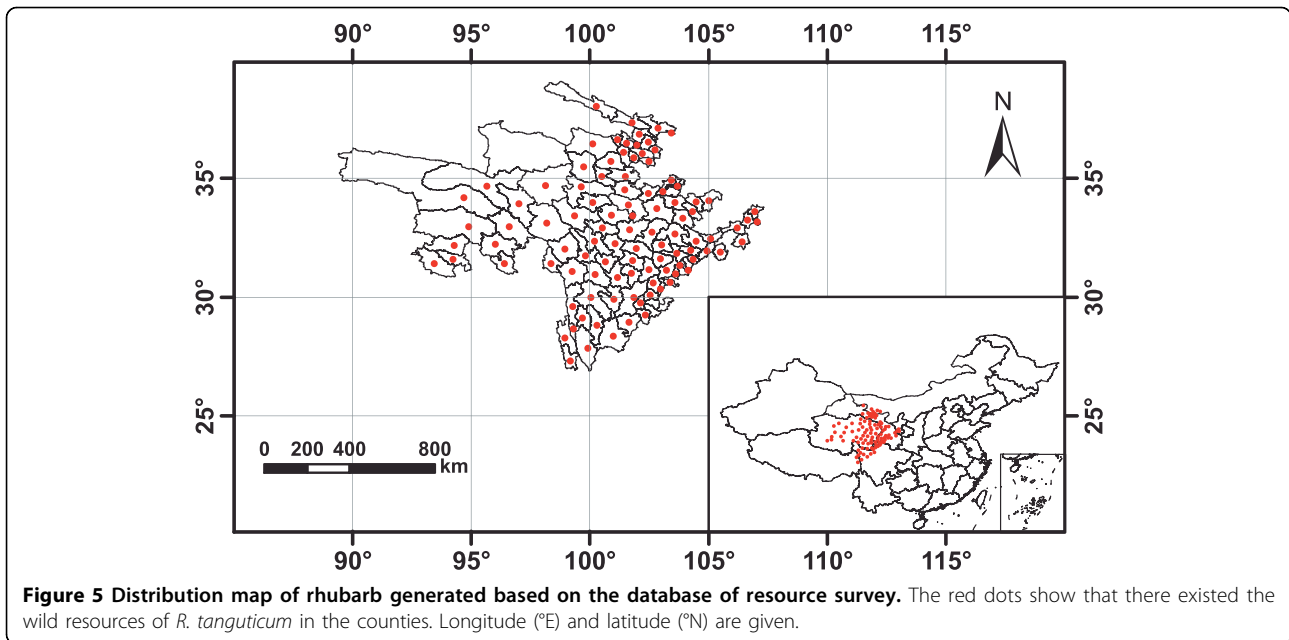 90° 95° 100° 105° 110° 115°
N
35° 35°
30° 30°
25° 25°
0 200 400 800
km
90° 95° 100° 105° 110° 115°
Figure 5 Distribution map of rhubarb generated based on the database of resource survey. The red dots show that there existed the
wild resources of R. tanguticum in the counties. Longitude (°E) and latitude (°N) are given.